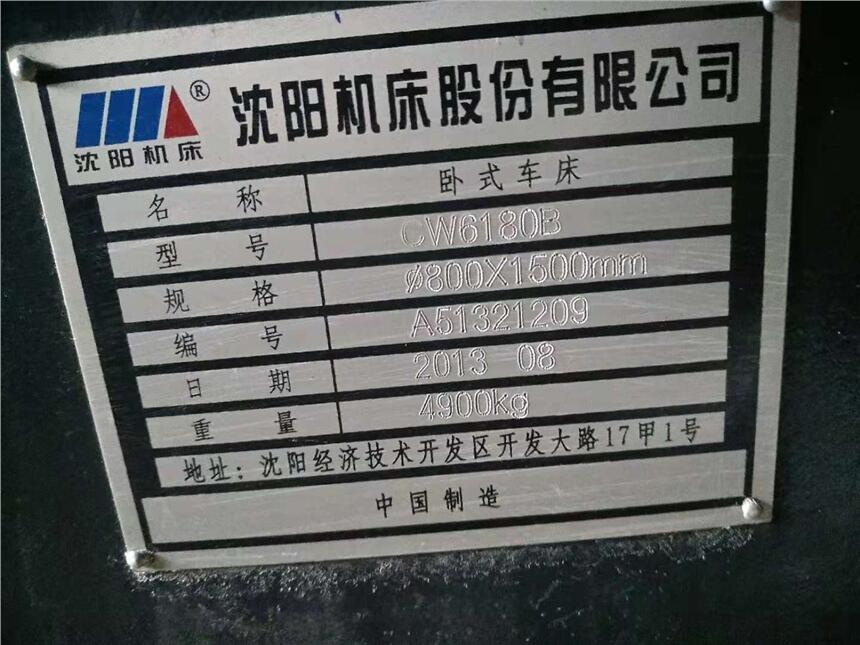 沈阳机床® 沈阳机床股份有限公司
名称 卧式车床
型号 CW6180B
规格 ø800X1500mm
编号 A51321209
日期 2013 08
重量 4900kg
地址：沈阳经济技术开发区开发大路17甲1号
中国制造